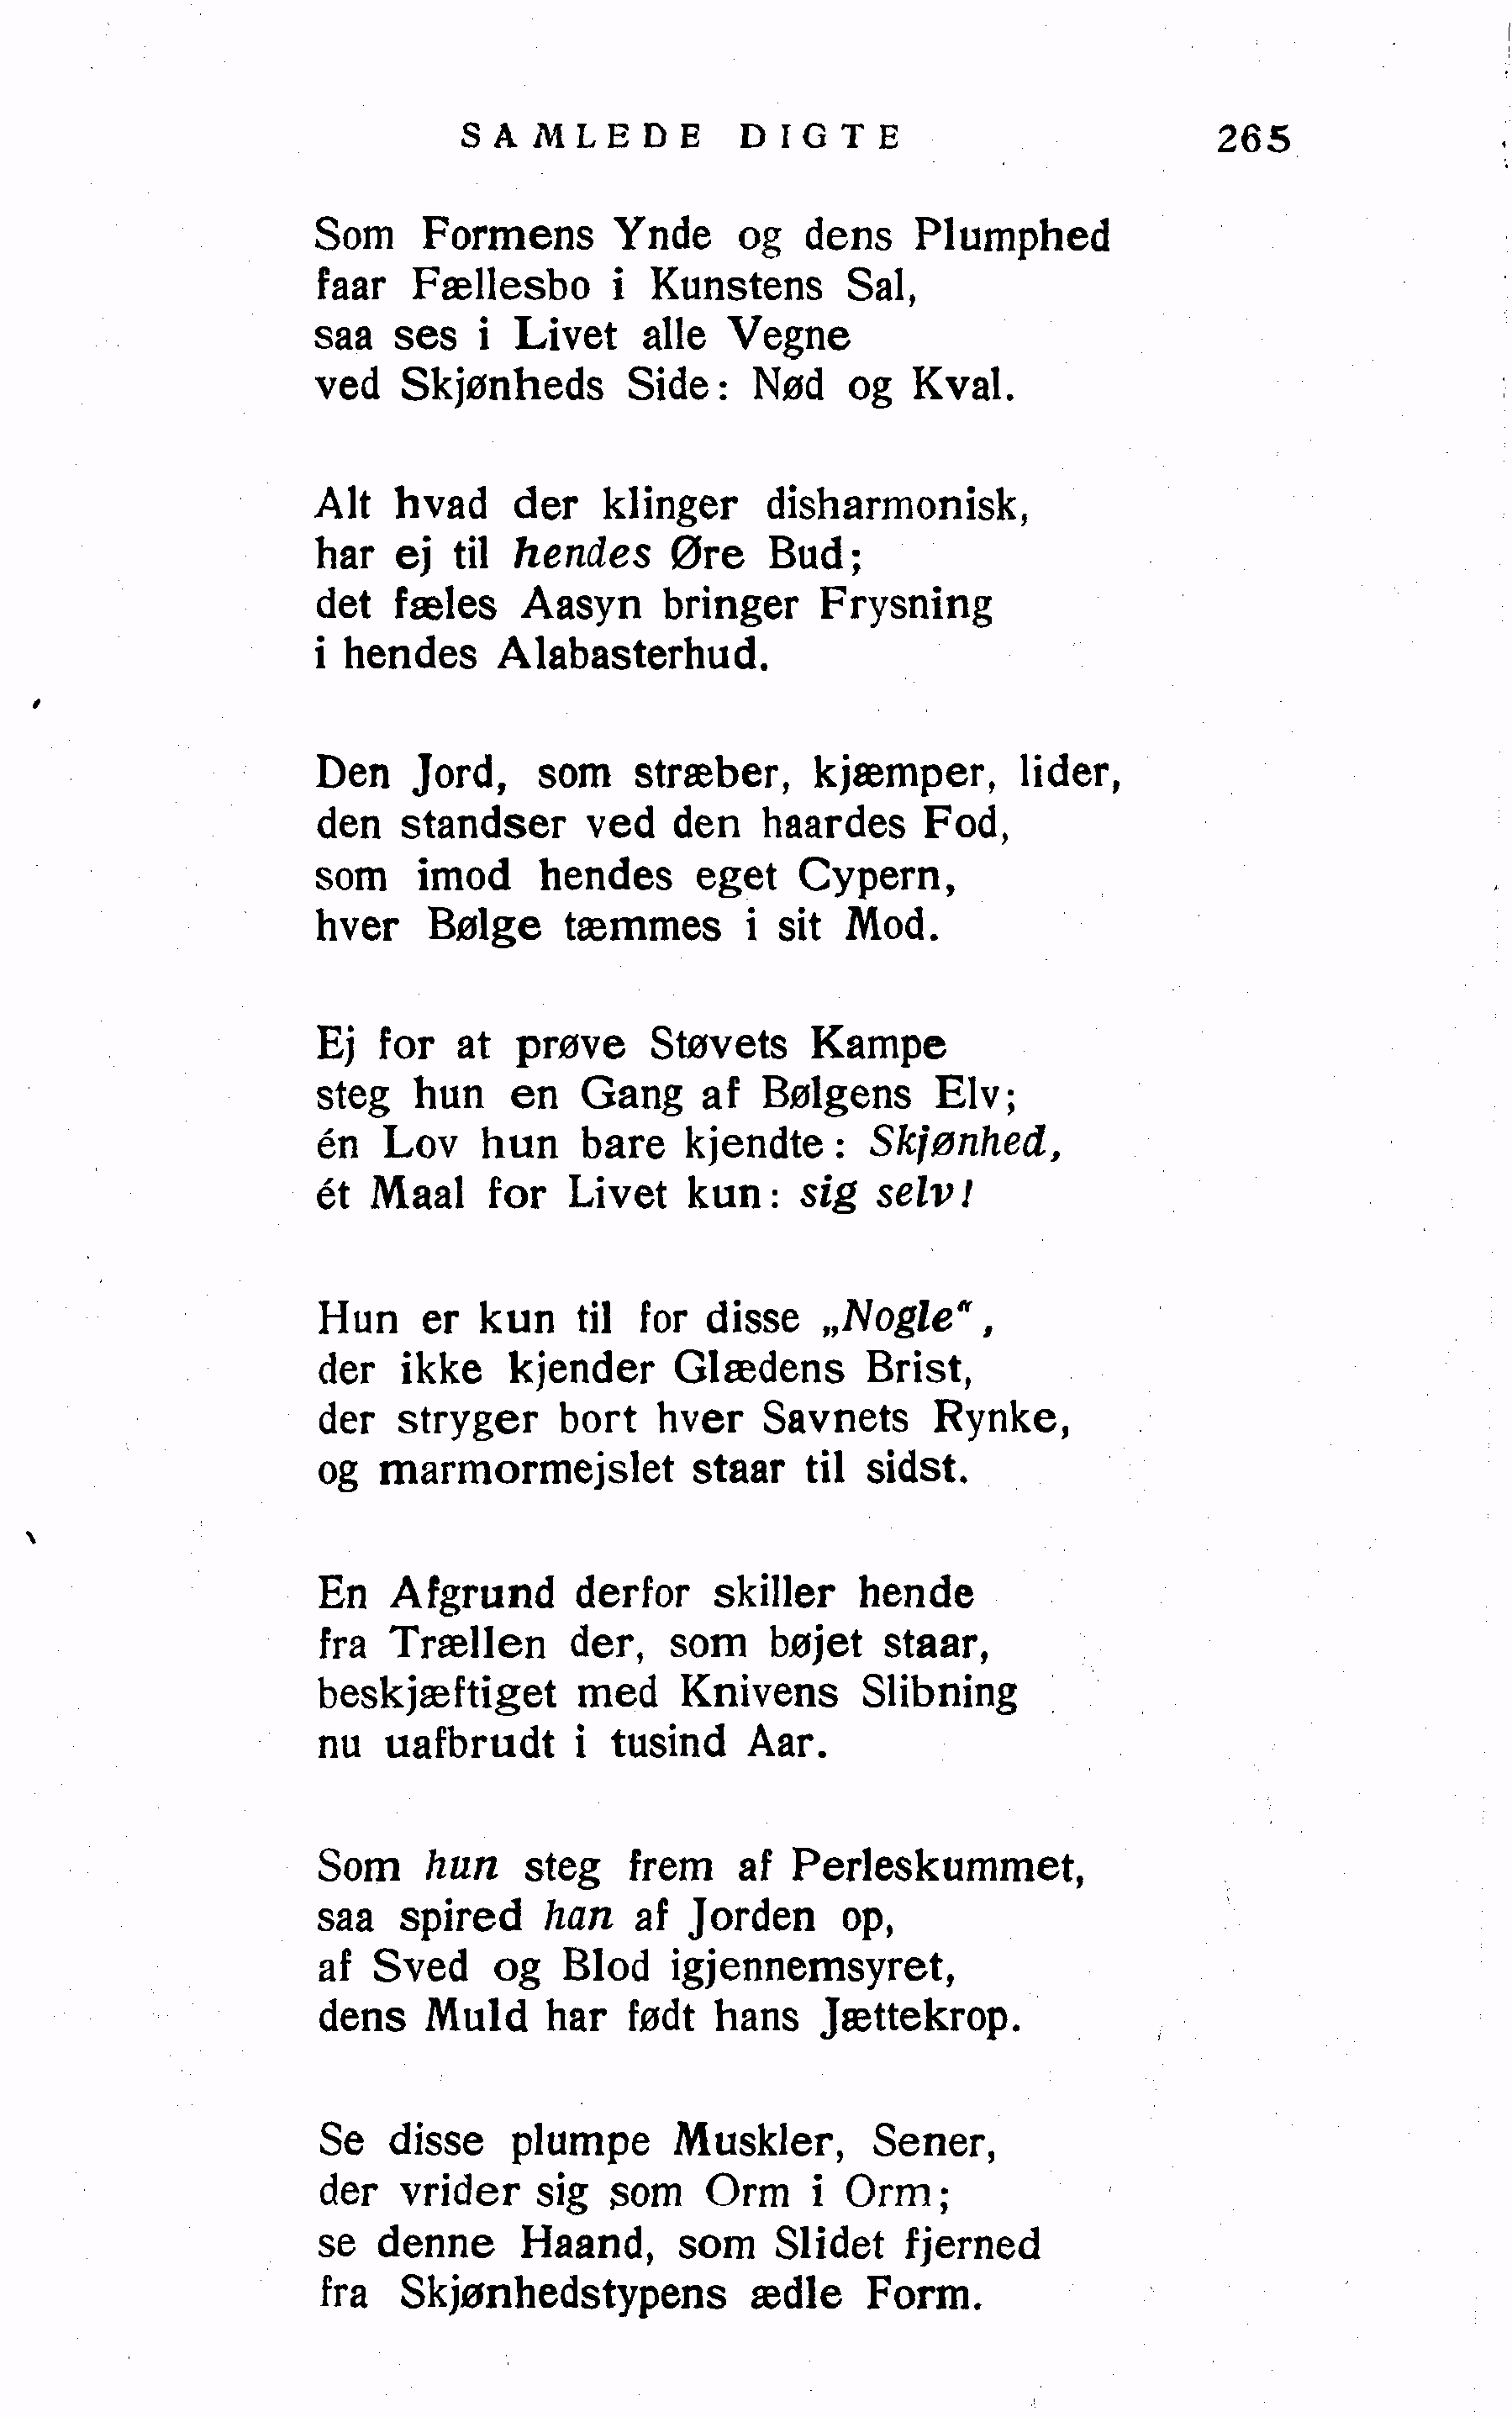 SAMLEDE DIGTE 265
Som Formens Ynde og dens Plumphed
faar Fællesbo i Kunstens Sal,
saa ses i Livet alle Vegne
ved Skjønheds Side: Nød og Kval.
Alt hvad der klinger disharmonisk,
har ej til hendes Øre Bud;
det fæles Aasyn bringer Frysning
i hendes Alabasterhud.
Den Jord, som stræber, kjæmper, lider,
den standser ved den haardes Fod,
som imod hendes eget Cypern,
hver Bølge tæmmes i sit Mod.
Ej for at prøve Støvets Kampe
steg hun en Gang af Bølgens Elv;
én Lov hun bare kjendte: Skjønhed,
ét Maal for Livet kun: sig selv!
Hun er kun til for disse „Nogle“,
der ikke kjender Glædens Brist,
der stryger bort hver Savnets Rynke,
og marmormejslet staar til sidst.
En Afgrund derfor skiller hende
fra Trællen der, som bøjet staar,
beskjæftiget med Knivens Slibning
nu uafbrudt i tusind Aar.
Som hun steg frem af Perleskummet,
saa spired han af Jorden op,
af Sved og Blod igjennemsyret,
dens Muld har født hans Jættekrop.
Se disse plumpe Muskler, Sener,
der vrider sig som Orm i Orm;
se denne Haand, som Slidet fjerned
fra Skjønhedstypens ædle Form.